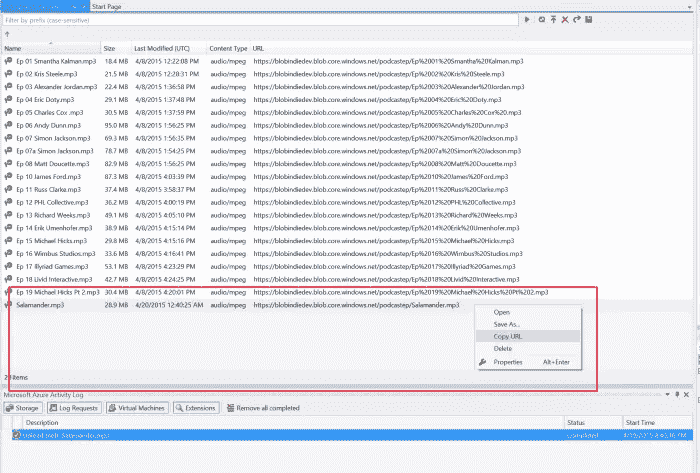 Start Page
Filter by prefix (case-sensitive)
Name Size Last Modified (UTC) Content Type URL
Ep 01 Smantha Kalman.mp3 18.4 MB 4/8/2015 12:22:08 PM audio/mpeg https://blobindiedev.blob.core.windows.net/podcastep/Ep%2001%20Smantha%20Kalman.mp3
Ep 02 Kris Steele.mp3 21.5 MB 4/8/2015 12:28:31 PM audio/mpeg https://blobindiedev.blob.core.windows.net/podcastep/Ep%2002%20Kris%20Steele.mp3
Ep 03 Alexander Jordan.mp3 22.4 MB 4/8/2015 1:36:58 PM audio/mpeg https://blobindiedev.blob.core.windows.net/podcastep/Ep%2003%20Alexander%20Jordan.mp3
Ep 04 Eric Doty.mp3 29.1 MB 4/8/2015 1:37:48 PM audio/mpeg https://blobindiedev.blob.core.windows.net/podcastep/Ep%2004%20Eric%20Doty.mp3
Ep 05 Charles Cox .mp3 30.5 MB 4/8/2015 1:37:59 PM audio/mpeg https://blobindiedev.blob.core.windows.net/podcastep/Ep%2005%20Charles%20Cox%20.mp3
Ep 06 Andy Dunn.mp3 95.0 MB 4/8/2015 1:56:25 PM audio/mpeg https://blobindiedev.blob.core.windows.net/podcastep/Ep%2006%20Andy%20Dunn.mp3
Ep 07 Simon Jackson.mp3 69.3 MB 4/8/2015 1:56:25 PM audio/mpeg https://blobindiedev.blob.core.windows.net/podcastep/Ep%2007%20Simon%20Jackson.mp3
Ep 07a Simon Jackson.mp3 78.7 MB 4/8/2015 1:54:25 PM audio/mpeg https://blobindiedev.blob.core.windows.net/podcastep/Ep%2007a%20Simon%20Jackson.mp3
Ep 08 Matt Doucette.mp3 82.9 MB 4/8/2015 1:56:25 PM audio/mpeg https://blobindiedev.blob.core.windows.net/podcastep/Ep%2008%20Matt%20Doucette.mp3
Ep 10 James Ford.mp3 87.3 MB 4/8/2015 4:03:39 PM audio/mpeg https://blobindiedev.blob.core.windows.net/podcastep/Ep%2010%20James%20Ford.mp3
Ep 11 Russ Clarke.mp3 37.4 MB 4/8/2015 3:58:37 PM audio/mpeg https://blobindiedev.blob.core.windows.net/podcastep/Ep%2011%20Russ%20Clarke.mp3
Ep 12 PHL Collective.mp3 36.2 MB 4/8/2015 4:00:19 PM audio/mpeg https://blobindiedev.blob.core.windows.net/podcastep/Ep%2012%20PHL%20Collective.mp3
Ep 13 Richard Weeks.mp3 49.1 MB 4/8/2015 4:05:10 PM audio/mpeg https://blobindiedev.blob.core.windows.net/podcastep/Ep%2013%20Richard%20Weeks.mp3
Ep 14 Erik Umenhofer.mp3 38.9 MB 4/8/2015 4:15:14 PM audio/mpeg https://blobindiedev.blob.core.windows.net/podcastep/Ep%2014%20Erik%20Umenhofer.mp3
Ep 15 Michael Hicks.mp3 29.8 MB 4/8/2015 4:15:16 PM audio/mpeg https://blobindiedev.blob.core.windows.net/podcastep/Ep%2015%20Michael%20Hicks.mp3
Ep 16 Wimbus Studios.mp3 33.6 MB 4/8/2015 4:16:41 PM audio/mpeg https://blobindiedev.blob.core.windows.net/podcastep/Ep%2016%20Wimbus%20Studios.mp3
Ep 17 Illyriad Games.mp3 53.1 MB 4/8/2015 4:23:29 PM audio/mpeg https://blobindiedev.blob.core.windows.net/podcastep/Ep%2017%20Illyriad%20Games.mp3
Ep 18 Livid Interactive.mp3 42.7 MB 4/8/2015 4:24:25 PM audio/mpeg https://blobindiedev.blob.core.windows.net/podcastep/Ep%2018%20Livid%20Interactive.mp3
Ep 19 Michael Hicks Pt 2.mp3 30.4 MB 4/8/2015 4:20:01 PM audio/mpeg https://blobindiedev.blob.core.windows.net/podcastep/Ep%2019%20Michael%20Hicks%20Pt%202.mp3
Salamander.mp3 28.9 MB 4/20/2015 12:40:25 AM audio/mpeg https://blobindiedev.blob.core.windows.net/podcastep/Salamander.mp3
Open
Save As...
Copy URL
Delete
Properties Alt+Enter
Items
Microsoft Azure Activity Log
Storage Log Requests Virtual Machines Extensions Remove all completed
Description Status Start Time